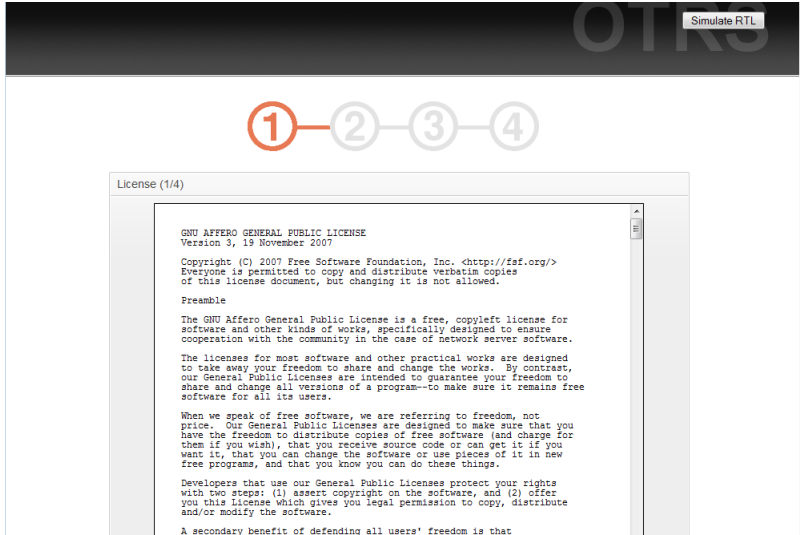 OTRS
Simulate RTL
1 2 3 4
License (1/4)
GNU AFFERO GENERAL PUBLIC LICENSE
Version 3, 19 November 2007
Copyright (C) 2007 Free Software Foundation, Inc. <http://fsf.org/>
Everyone is permitted to copy and distribute verbatim copies
of this license document, but changing it is not allowed.
Preamble
The GNU Affero General Public License is a free, copyleft license for
software and other kinds of works, specifically designed to ensure
cooperation with the community in the case of network server software.
The licenses for most software and other practical works are designed
to take away your freedom to share and change the works.  By contrast,
our General Public Licenses are intended to guarantee your freedom to
share and change all versions of a program--to make sure it remains free
software for all its users.
When we speak of free software, we are referring to freedom, not
price.  Our General Public Licenses are designed to make sure that you
have the freedom to distribute copies of free software (and charge for
them if you wish), that you receive source code or can get it if you
want it, that you can change the software or use pieces of it in new
free programs, and that you know you can do these things.
Developers that use our General Public Licenses protect your rights
with two steps: (1) assert copyright on the software, and (2) offer
you this License which gives you legal permission to copy, distribute
and/or modify the software.
A secondary benefit of defending all users' freedom is that